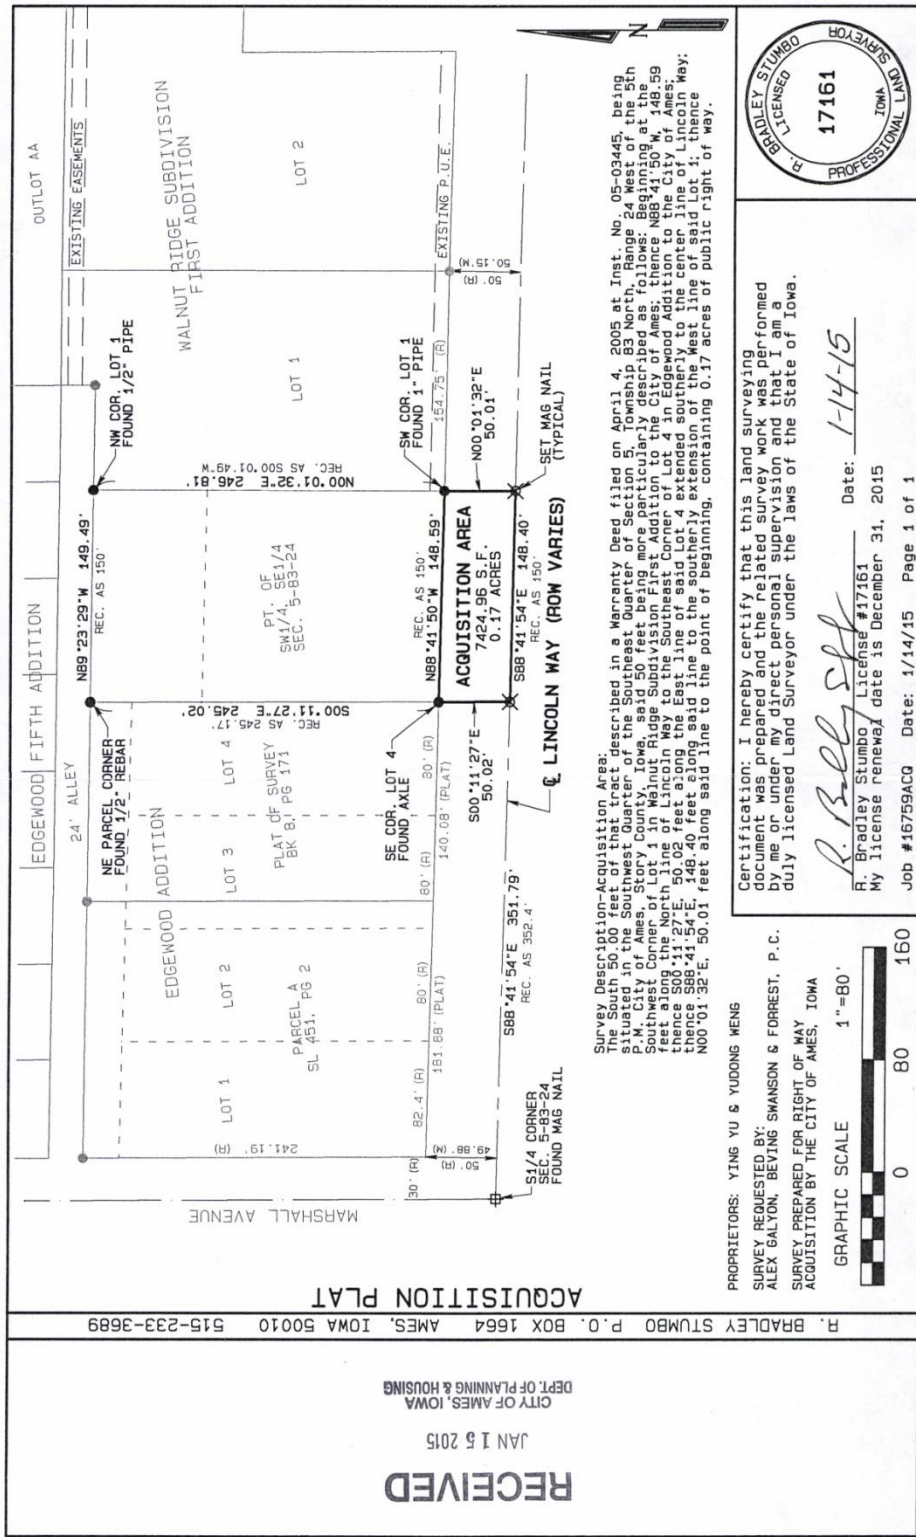 RECEIVED
JAN 15 2015
CITY OF AMES, IOWA
DEPT. OF PLANNING & HOUSING
R. BRADLEY STUMBO P.O. BOX 1664 AMES, IOWA 50010 515-233-3689
ACQUISITION PLAT
EDGEWOOD FIFTH ADDITION
24' ALLEY
OUTLOT AA
EXISTING EASEMENTS
NE PARCEL CORNER
FOUND 1/2" REBAR
N89°23'29"W 149.49'
REC. AS 150'
NW COR. LOT 1
FOUND 1/2" PIPE
WALNUT RIDGE SUBDIVISION
FIRST ADDITION
EDGEWOOD ADDITION
MARSHALL AVENUE
241.19' (R)
LOT 1
LOT 2
PARCEL A
SL 451, PG 2
LOT 3
LOT 4
PLAT OF SURVEY
BK B, PG 171
S00°11'27"E 245.02'
REC. AS 245.17'
PT. OF
SW1/4, SE1/4
SEC. 5-83-24
N00°01'32"E 246.81'
REC. AS S00°01'49"W
LOT 1
LOT 2
SE COR. LOT 4
FOUND AXLE
SW COR. LOT 1
FOUND 1" PIPE
EXISTING P.U.E.
30' (R)
82.4' (R)
80' (R)
80' (R)
80' (R)
181.88' (PLAT)
140.08' (PLAT)
REC. AS 150'
N88°41'50"W 148.59'
154.75' (R)
50' (R)
49.88' (M)
S00°11'27"E
50.02'
ACQUISITION AREA
7424.96 S.F.
0.17 ACRES
N00°01'32"E
50.01'
50' (R)
50.15'(M)
S88°41'54"E 351.79'
REC. AS 352.4'
S88°41'54"E 148.40'
REC. AS 150'
SET MAG NAIL
(TYPICAL)
S1/4 CORNER
SEC. 5-83-24
FOUND MAG NAIL
℄ LINCOLN WAY (ROW VARIES)
N
Survey Description-Acquisition Area:
The South 50.00 feet of that tract described in a Warranty Deed filed on April 4, 2005 at Inst. No. 05-03445, being
situated in the Southwest Quarter of the Southeast Quarter of Section 5, Township 83 North, Range 24 West of the 5th
P.M. City of Ames, Story County, Iowa, said 50 feet being more particularly described as follows: Beginning at the
Southwest Corner of Lot 1 in Walnut Ridge Subdivision First Addition to the City of Ames; thence N88°41'50"W, 148.59
feet along the North line of Lincoln Way to the Southeast Corner of Lot 4 in Edgewood Addition to the City of Ames;
thence S00°11'27"E, 50.02 feet along the East line of said Lot 4 extended southerly to the center line of Lincoln Way;
thence S88°41'54"E, 148.40 feet along said line to the southerly extension of the West line of said Lot 1; thence
N00°01'32"E, 50.01 feet along said line to the point of beginning, containing 0.17 acres of public right of way.
PROPRIETORS: YING YU & YUDONG WENG
SURVEY REQUESTED BY:
ALEX GALYON, BEVING SWANSON & FORREST, P.C.
SURVEY PREPARED FOR RIGHT OF WAY
ACQUISITION BY THE CITY OF AMES, IOWA
GRAPHIC SCALE 1"=80'
0 80 160
Certification: I hereby certify that this land surveying
document was prepared and the related survey work was performed
by me or under my direct personal supervision and that I am a
duly licensed Land Surveyor under the laws of the State of Iowa.
R. Bradley Stumbo License #17161 Date: 1-14-15
My license renewal date is December 31, 2015
Job #16759ACQ Date: 1/14/15 Page 1 of 1
R. BRADLEY STUMBO
LICENSED
17161
IOWA
PROFESSIONAL LAND SURVEYOR